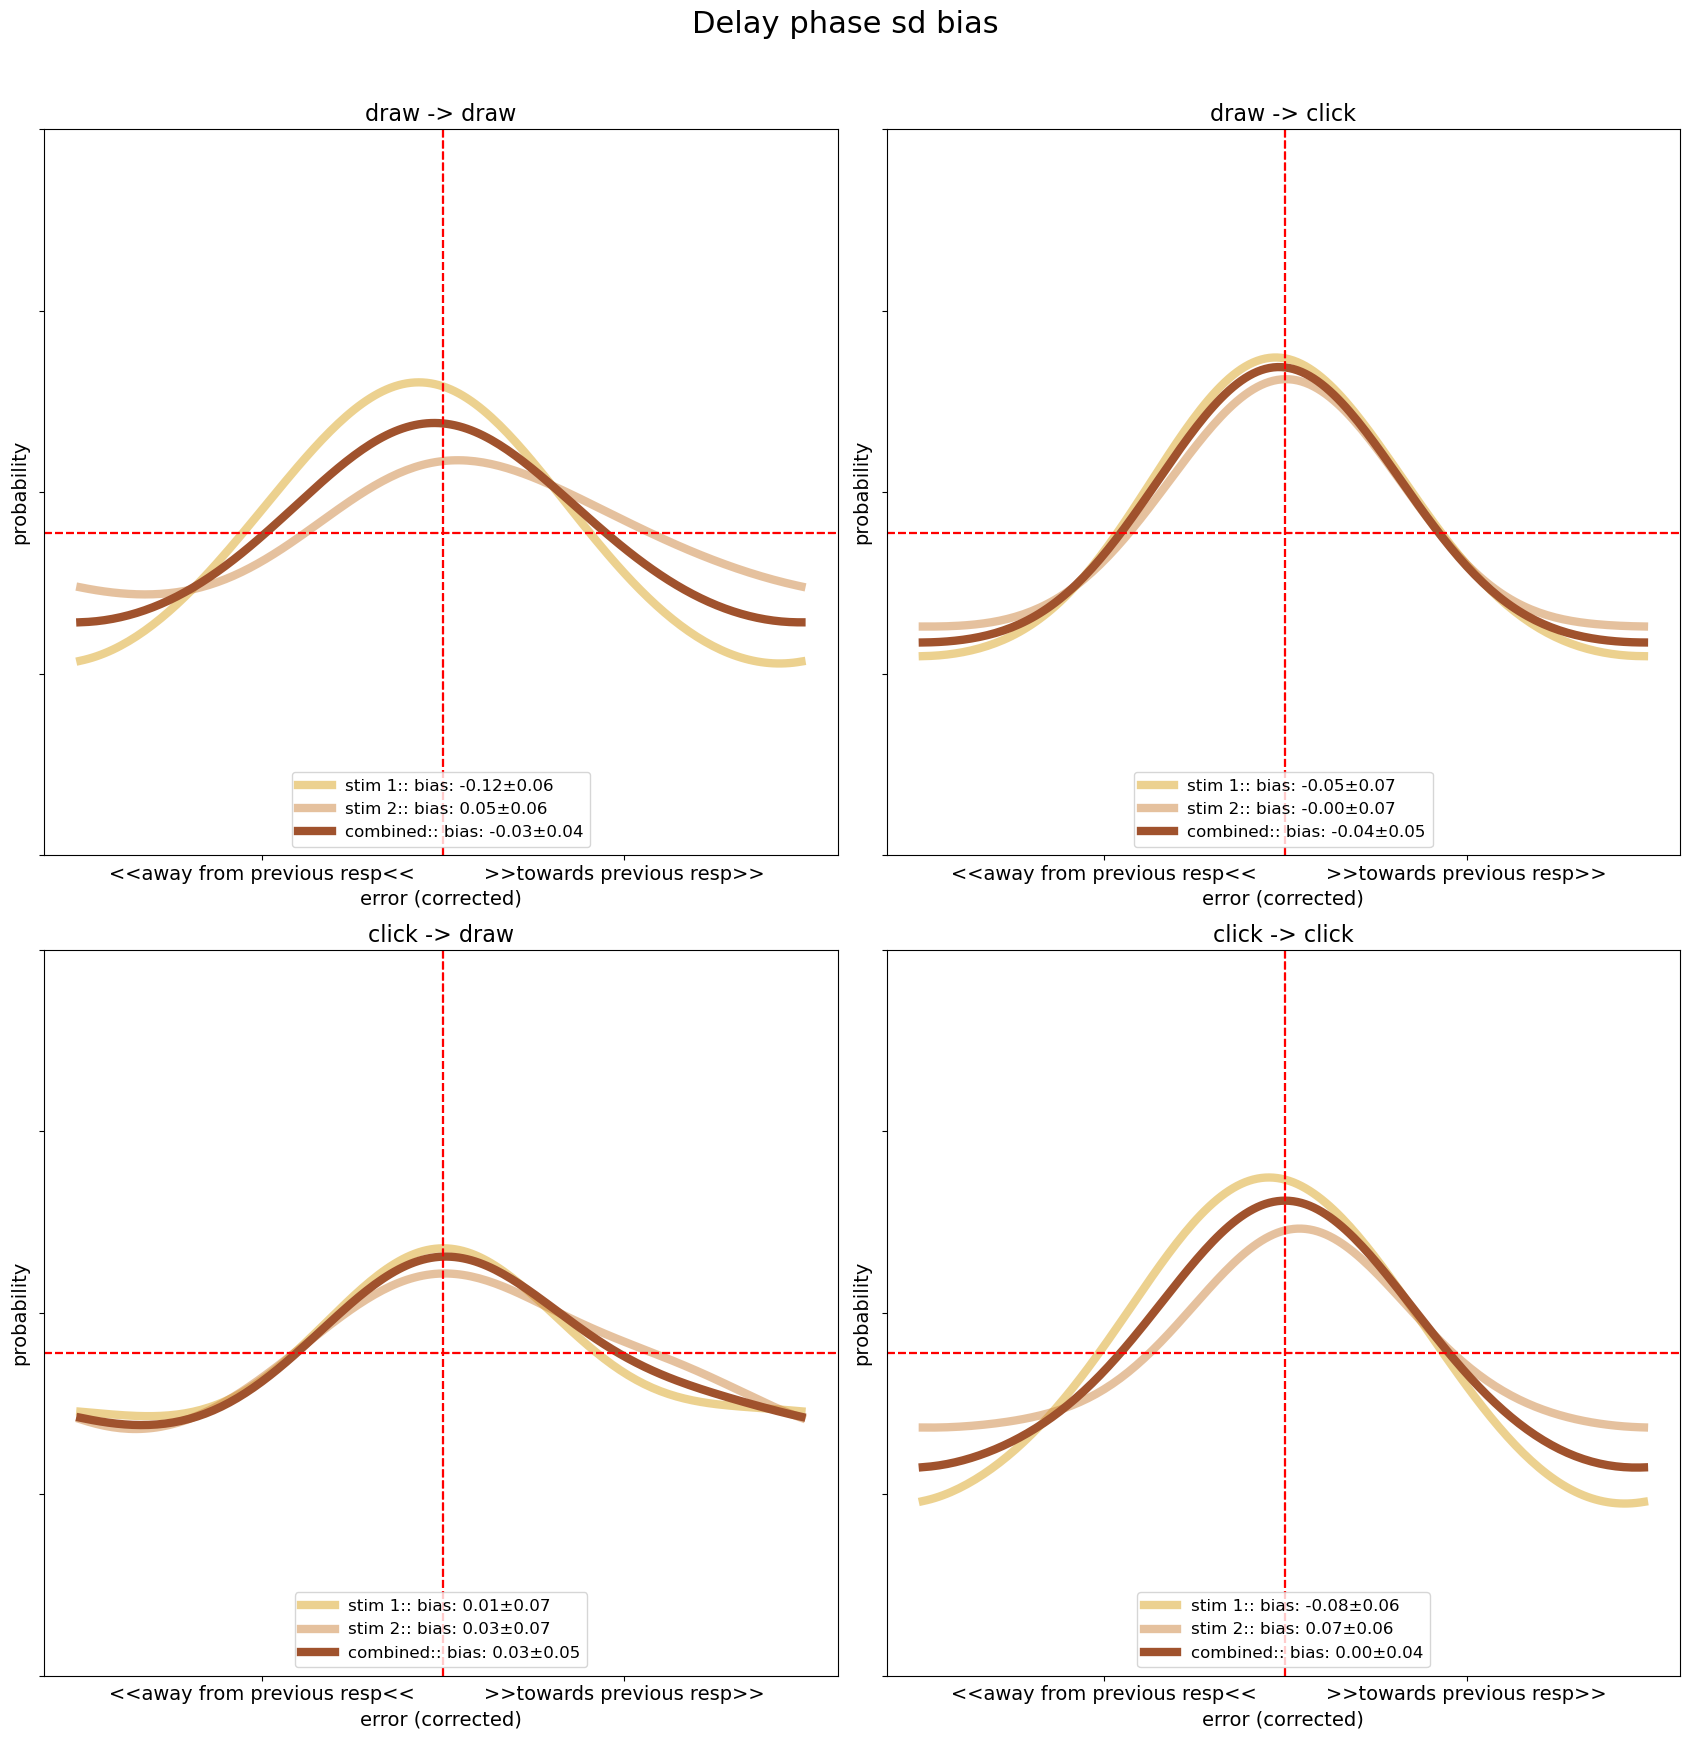 Delay phase sd bias
draw -> draw
probability
stim 1:: bias: -0.12±0.06
stim 2:: bias: 0.05±0.06
combined:: bias: -0.03±0.04
<<away from previous resp<<
>>towards previous resp>>
error (corrected)
draw -> click
probability
stim 1:: bias: -0.05±0.07
stim 2:: bias: -0.00±0.07
combined:: bias: -0.04±0.05
<<away from previous resp<<
>>towards previous resp>>
error (corrected)
click -> draw
probability
stim 1:: bias: 0.01±0.07
stim 2:: bias: 0.03±0.07
combined:: bias: 0.03±0.05
<<away from previous resp<<
>>towards previous resp>>
error (corrected)
click -> click
probability
stim 1:: bias: -0.08±0.06
stim 2:: bias: 0.07±0.06
combined:: bias: 0.00±0.04
<<away from previous resp<<
>>towards previous resp>>
error (corrected)